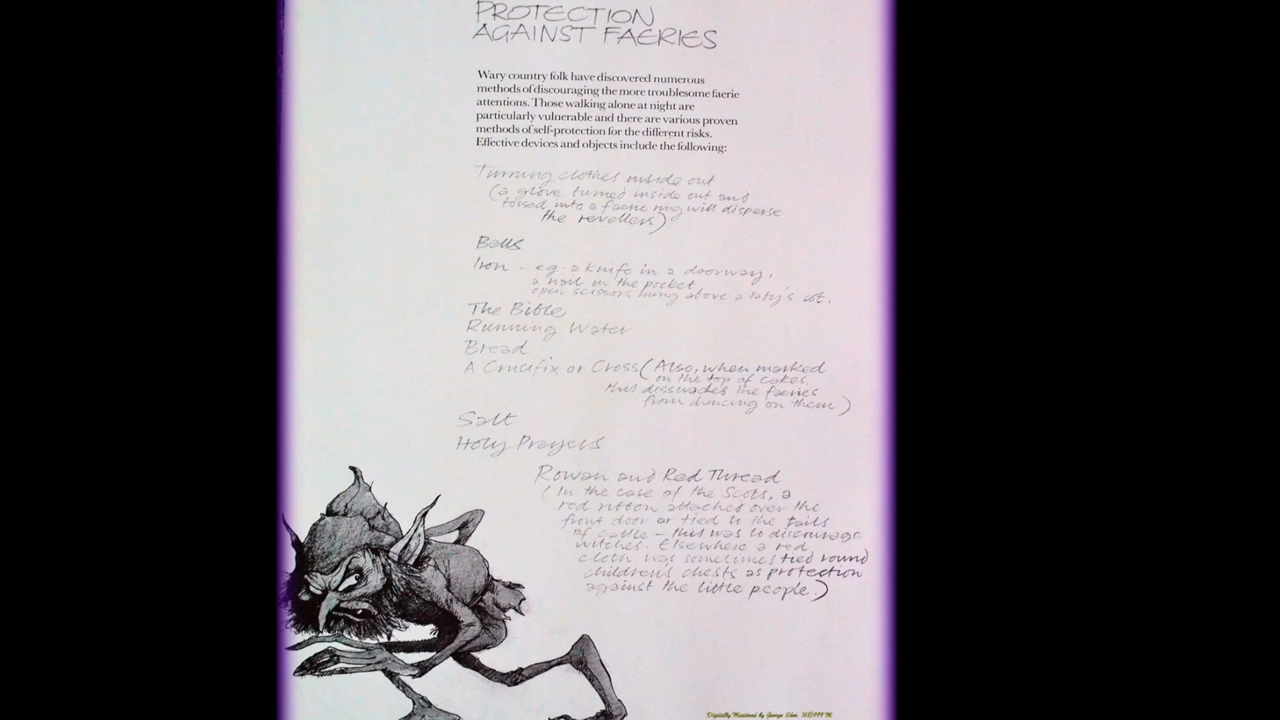 PROTECTION
AGAINST FAERIES
Wary country folk have discovered numerous
methods of discouraging the more troublesome faerie
attentions. Those walking alone at night are
particularly vulnerable and there are various proven
methods of self-protection for the different risks.
Effective devices and objects include the following:
Turning clothes inside out
(a glove turned inside out and
tossed into a faerie ring will disperse
the revellers)
Bells
Iron - eg. a knife in a doorway,
a nail in the pocket
open scissors hung above a baby's cot.
The Bible
Running Water
Bread
A Crucifix or Cross (Also, when marked
on the top of cakes,
this dissuades the faeries
from dancing on them)
Salt
Holy Prayers
Rowan and Red Thread
(In the case of the Scots, a
red ribbon attached over the
front door or tied to the tails
of cattle – this was to discourage
witches. Elsewhere a red
cloth was sometimes tied round
children's chests as protection
against the little people.)
Digitally Mastered by George